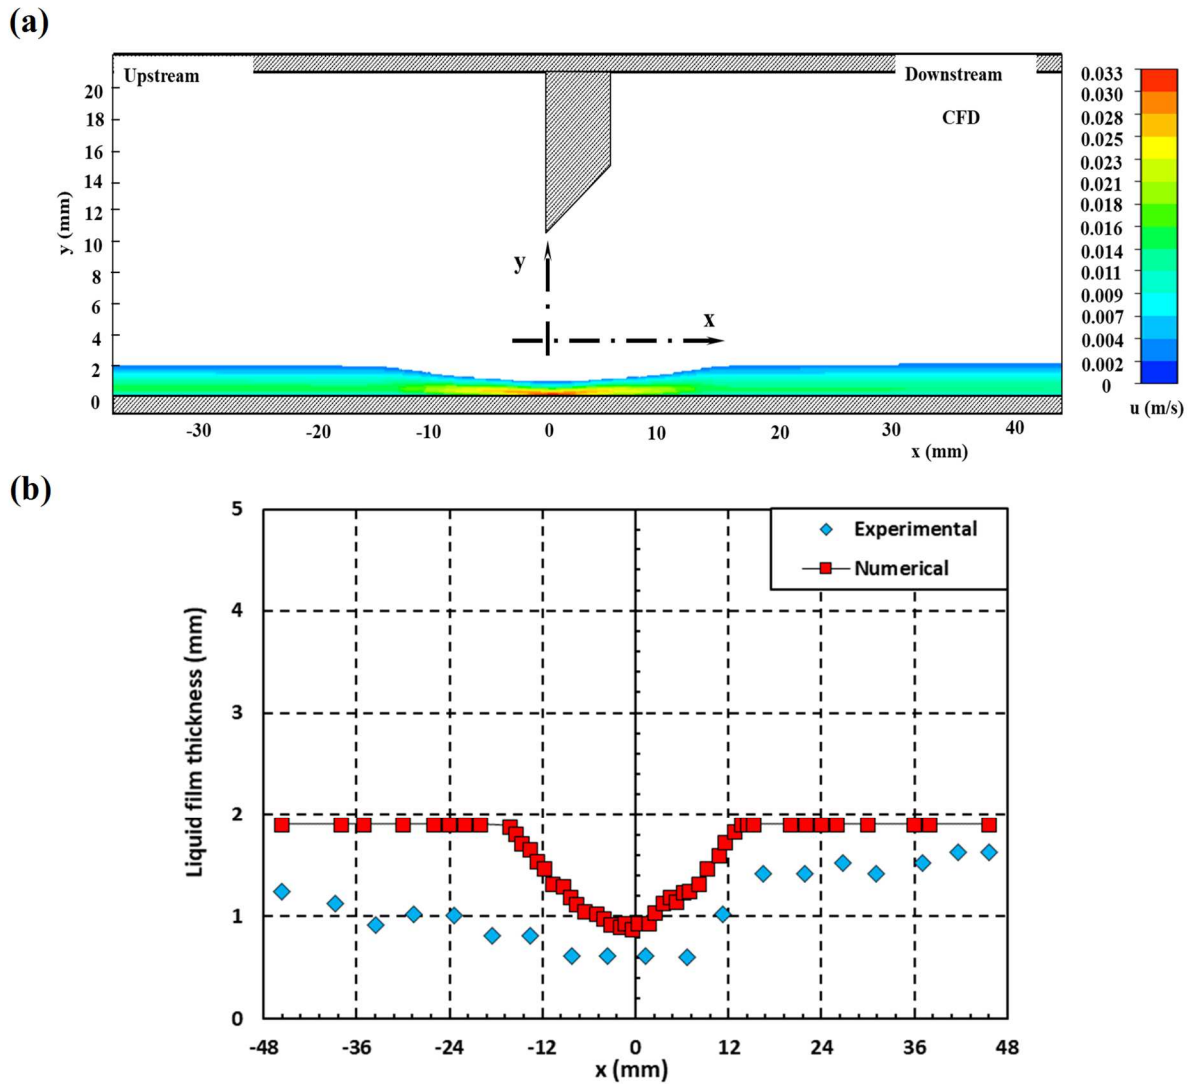 (a)
Upstream
Downstream
CFD
20
18
16
14
12
10
8
6
4
2
0
y (mm)
y
x
-30 -20 -10 0 10 20 30 40
x (mm)
0.033
0.030
0.028
0.025
0.023
0.021
0.018
0.016
0.014
0.011
0.009
0.007
0.004
0.002
0
u (m/s)
(b)
Experimental
Numerical
5
4
3
2
1
0
Liquid film thickness (mm)
-48 -36 -24 -12 0 12 24 36 48
x (mm)